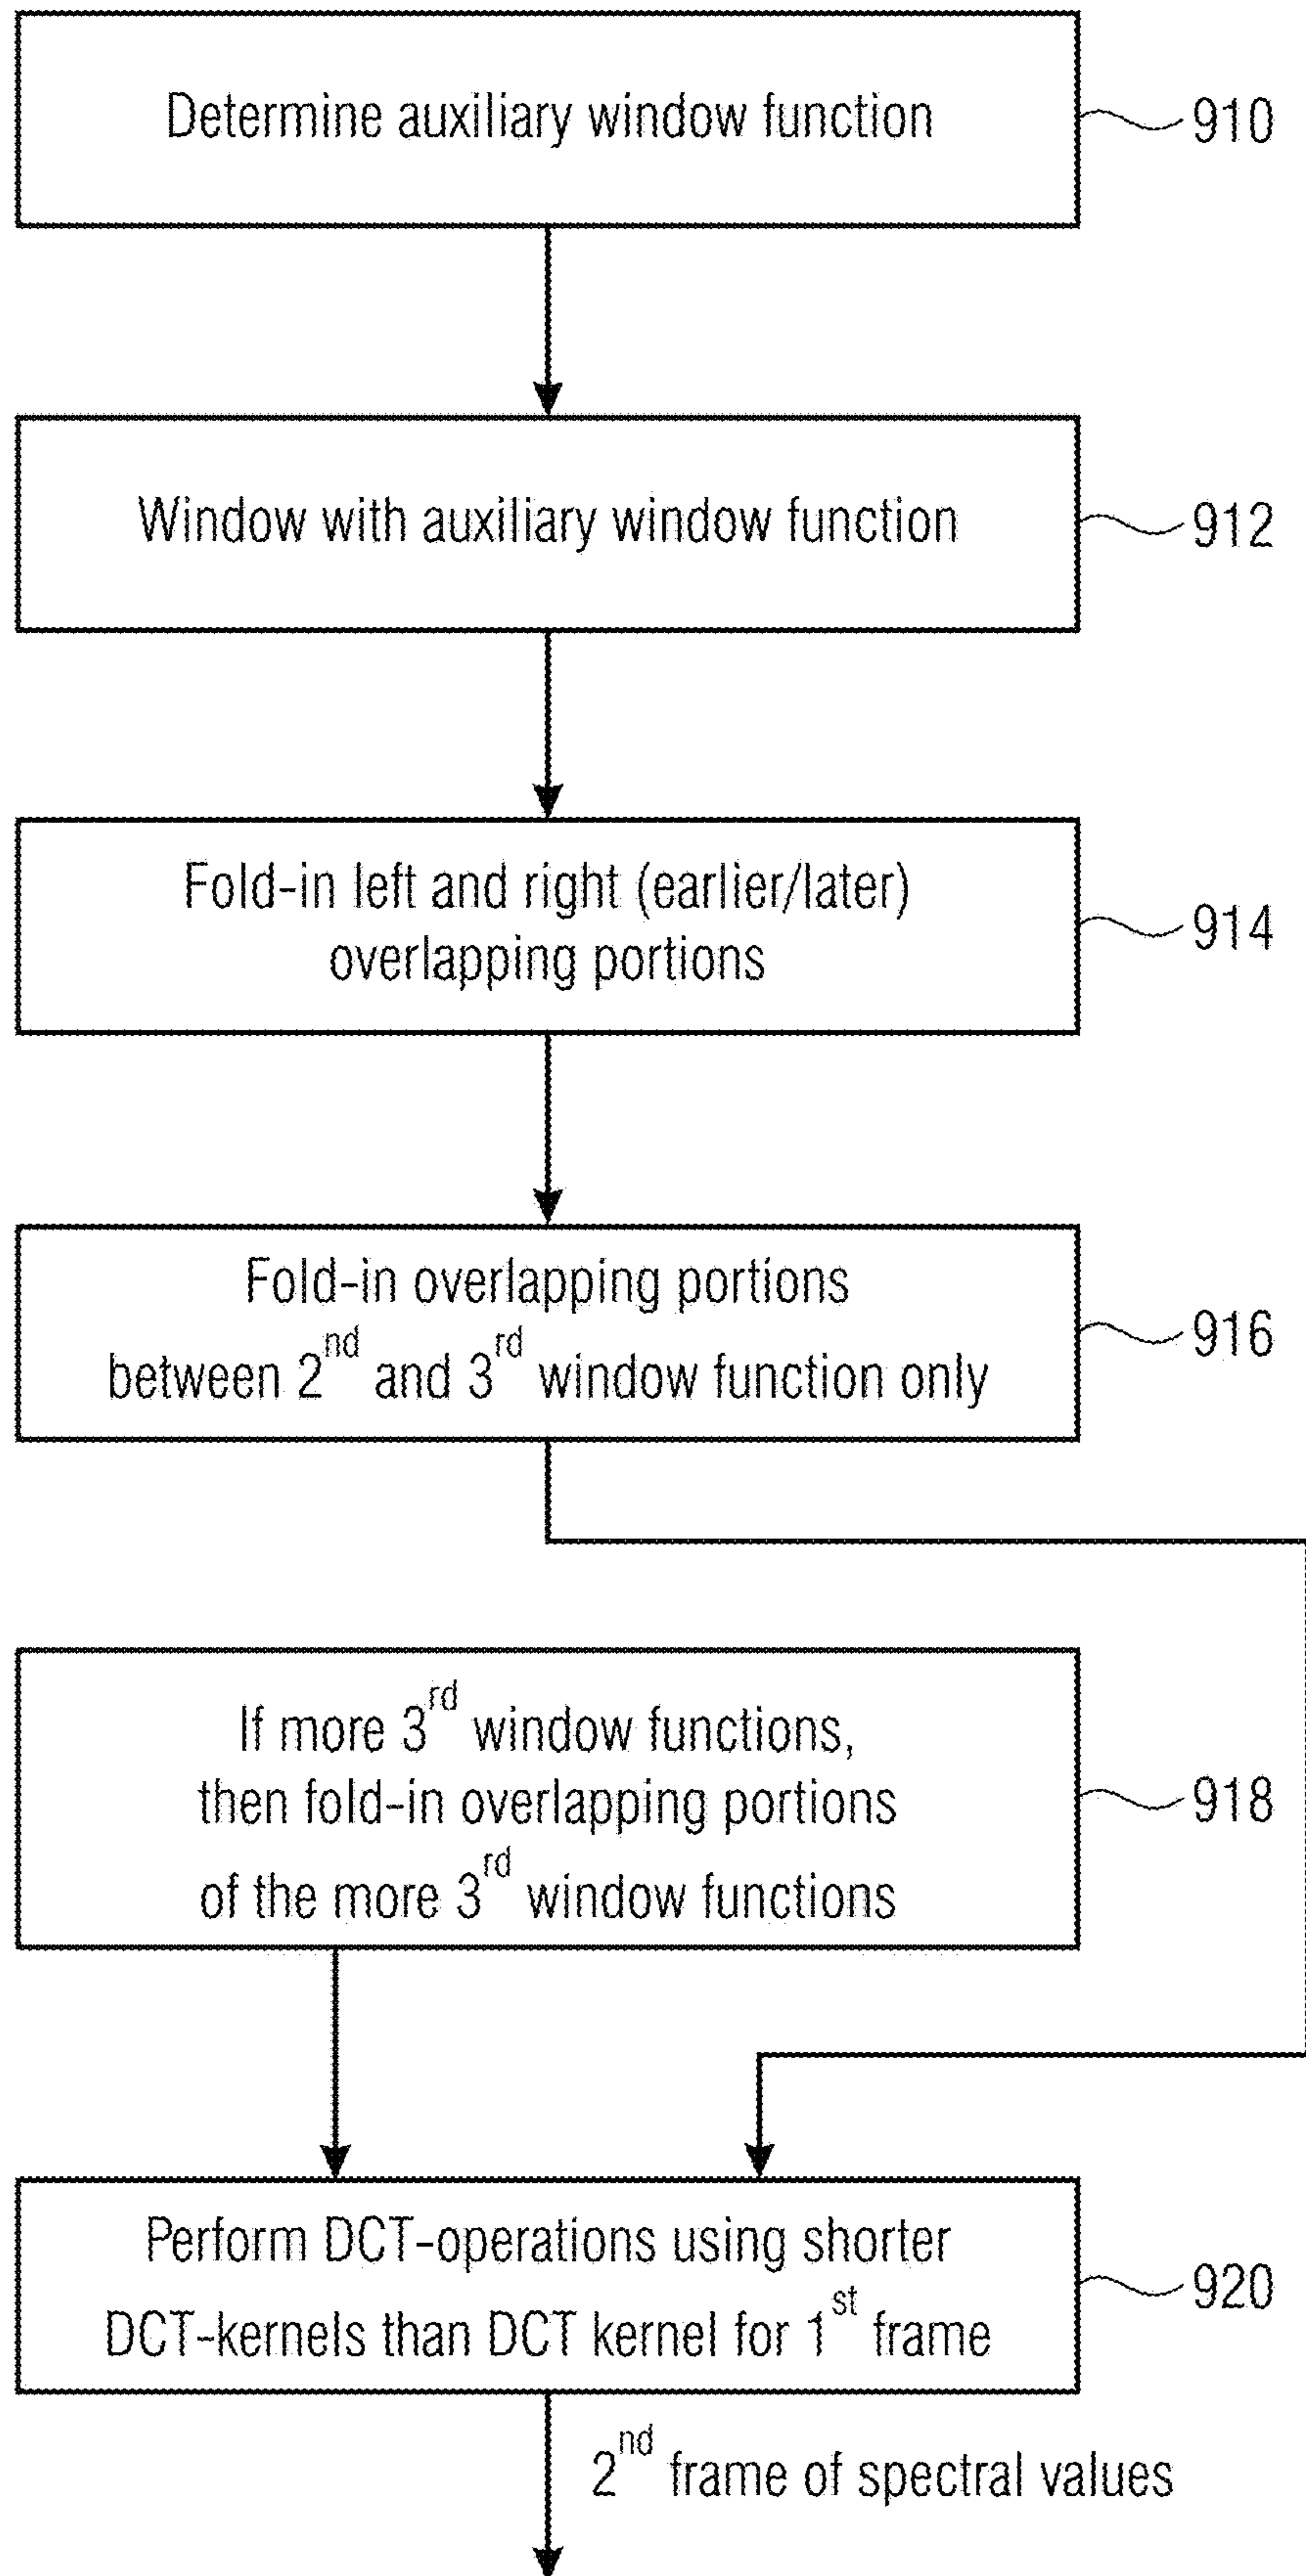 Determine auxiliary window function
910
Window with auxiliary window function
912
Fold-in left and right (earlier/later)
overlapping portions
914
Fold-in overlapping portions
between 2nd and 3rd window function only
916
If more 3rd window functions,
then fold-in overlapping portions
of the more 3rd window functions
918
Perform DCT-operations using shorter
DCT-kernels than DCT kernel for 1st frame
920
2nd frame of spectral values